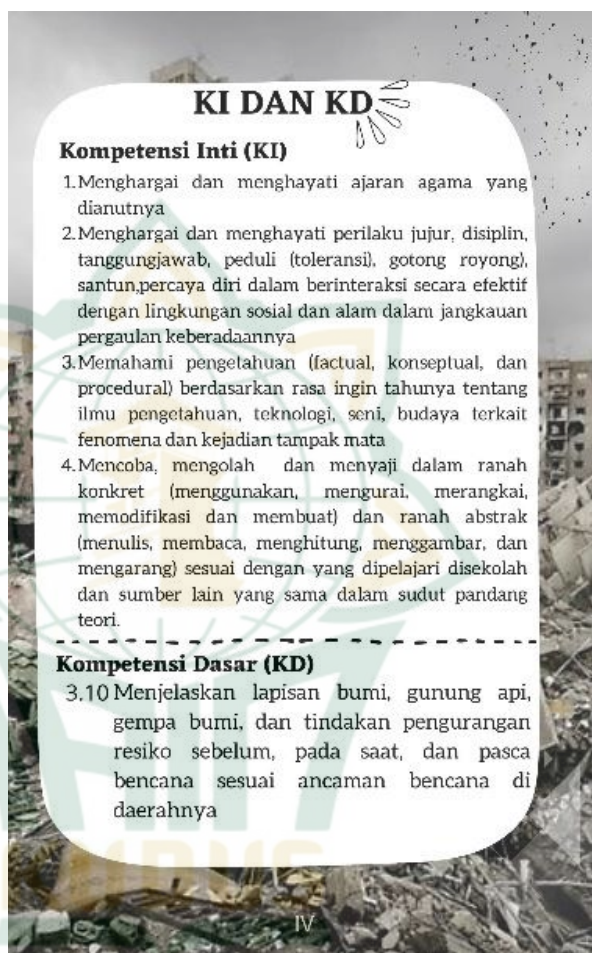 KI DAN KD
Kompetensi Inti (KI)
1. Menghargai dan menghayati ajaran agama yang
dianutnya
2. Menghargai dan menghayati perilaku jujur, disiplin,
tanggungjawab, peduli (toleransi), gotong royong),
santun,percaya diri dalam berinteraksi secara efektif
dengan lingkungan sosial dan alam dalam jangkauan
pergaulan keberadaannya
3. Memahami pengetahuan (factual, konseptual, dan
procedural) berdasarkan rasa ingin tahunya tentang
ilmu pengetahuan, teknologi, seni, budaya terkait
fenomena dan kejadian tampak mata
4. Mencoba, mengolah dan menyaji dalam ranah
konkret (menggunakan, mengurai, merangkai,
memodifikasi dan membuat) dan ranah abstrak
(menulis, membaca, menghitung, menggambar, dan
mengarang) sesuai dengan yang dipelajari disekolah
dan sumber lain yang sama dalam sudut pandang
teori.
Kompetensi Dasar (KD)
3.10 Menjelaskan lapisan bumi, gunung api,
gempa bumi, dan tindakan pengurangan
resiko sebelum, pada saat, dan pasca
bencana sesuai ancaman bencana di
daerahnya
IV